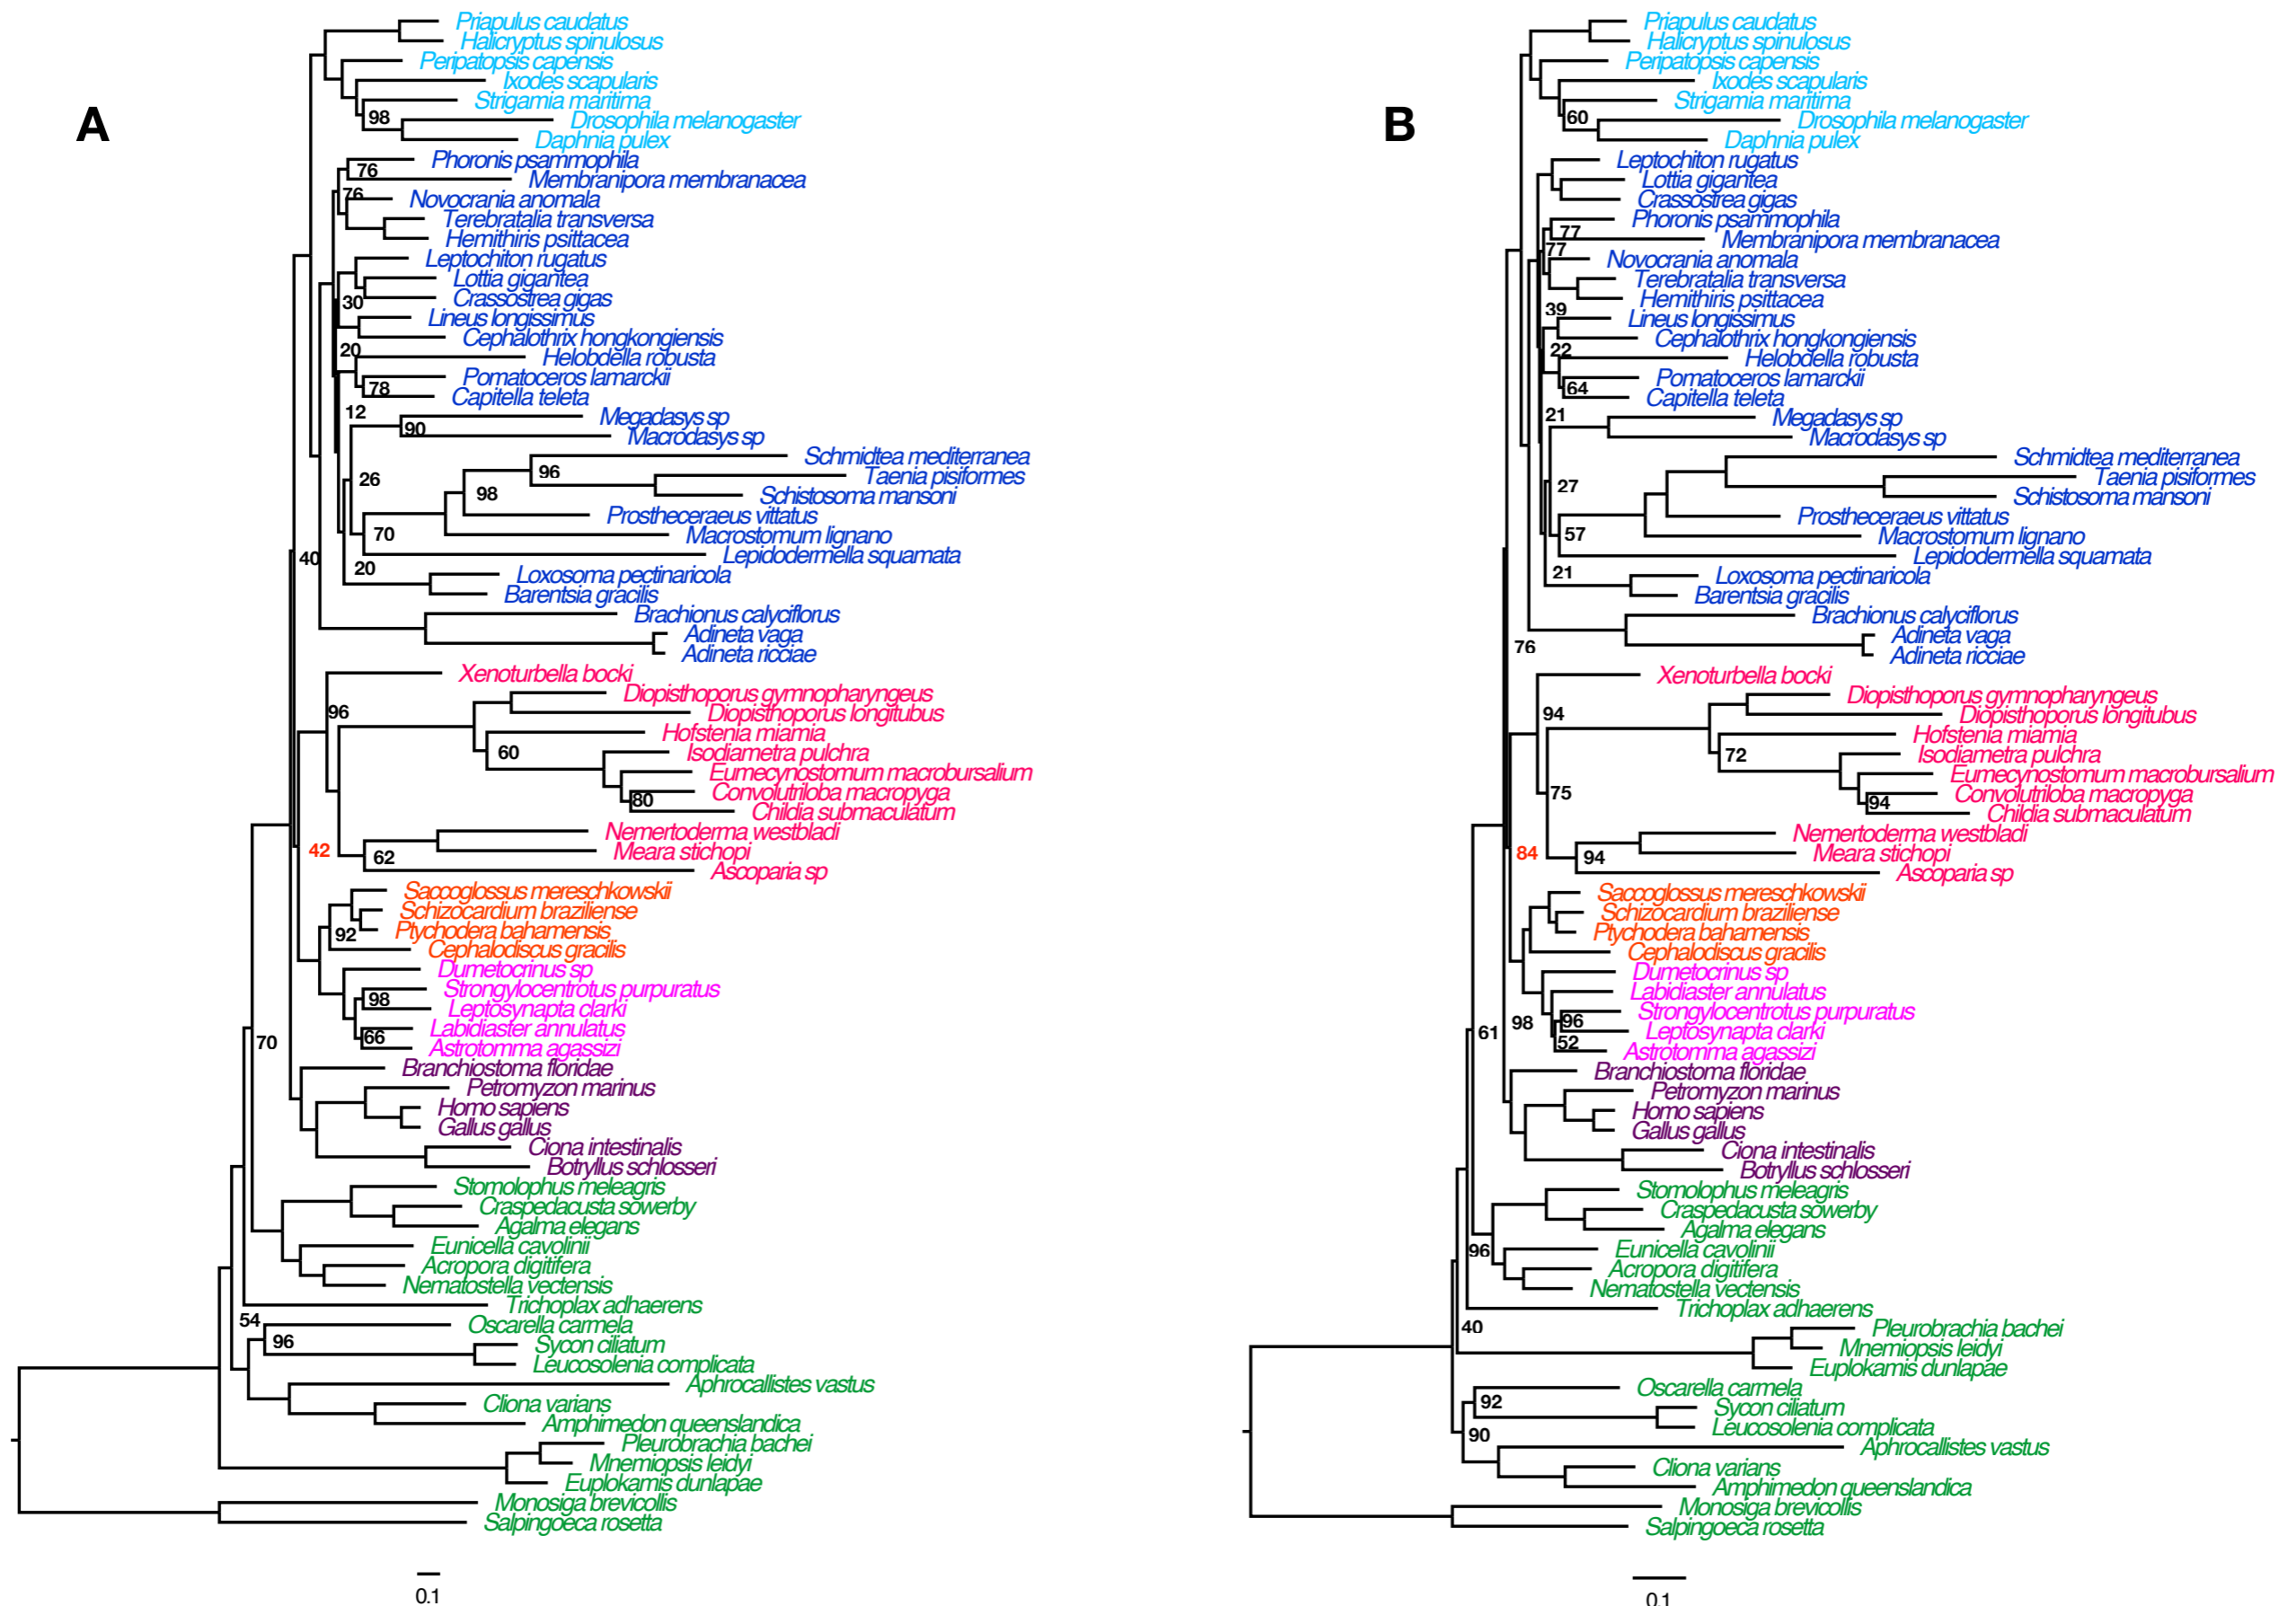 A
Priapulus caudatus
Halicryptus spinulosus
Peripatopsis capensis
Ixodes scapularis
Strigamia maritima
98
Drosophila melanogaster
Daphnia pulex
Phoronis psammophila
76
Membranipora membranacea
76
Novocrania anomala
Terebratalia transversa
Hemithiris psittacea
Leptochiton rugatus
Lottia gigantea
30
Crassostrea gigas
Lineus longissimus
Cephalothrix hongkongiensis
20
Helobdella robusta
Pomatoceros lamarckii
78
Capitella teleta
12
Megadasys sp
90
Macrodasys sp
Schmidtea mediterranea
96
Taenia pisiformes
26
98
Schistosoma mansoni
Prostheceraeus vittatus
70
Macrostomum lignano
40
Lepidodermella squamata
20
Loxosoma pectinaricola
Barentsia gracilis
Brachionus calyciflorus
Adineta vaga
Adineta ricciae
Xenoturbella bocki
Diopisthoporus gymnopharyngeus
96
Diopisthoporus longitubus
Hofstenia miamia
60
Isodiametra pulchra
Eumecynostomum macrobursalium
Convolutriloba macropyga
80
Childia submaculatum
Nemertoderma westbladi
42
62
Meara stichopi
Ascoparia sp
Saccoglossus mereschkowskii
Schizocardium braziliense
92
Ptychodera bahamensis
Cephalodiscus gracilis
Dumetocrinus sp
Strongylocentrotus purpuratus
98
Leptosynapta clarki
Labidiaster annulatus
66
Astrotomma agassizi
70
Branchiostoma floridae
Petromyzon marinus
Homo sapiens
Gallus gallus
Ciona intestinalis
Botryllus schlosseri
Stomolophus meleagris
Craspedacusta sowerby
Agalma elegans
Eunicella cavolinii
Acropora digitifera
Nematostella vectensis
Trichoplax adhaerens
54
Oscarella carmela
96
Sycon ciliatum
Leucosolenia complicata
Aphrocallistes vastus
Cliona varians
Amphimedon queenslandica
Pleurobrachia bachei
Mnemiopsis leidyi
Euplokamis dunlapae
Monosiga brevicollis
Salpingoeca rosetta
0.1
B
Priapulus caudatus
Halicryptus spinulosus
Peripatopsis capensis
Ixodes scapularis
Strigamia maritima
60
Drosophila melanogaster
Daphnia pulex
Leptochiton rugatus
Lottia gigantea
Crassostrea gigas
Phoronis psammophila
77
Membranipora membranacea
77
Novocrania anomala
Terebratalia transversa
Hemithiris psittacea
39
Lineus longissimus
Cephalothrix hongkongiensis
22
Helobdella robusta
Pomatoceros lamarckii
64
Capitella teleta
21
Megadasys sp
Macrodasys sp
Schmidtea mediterranea
Taenia pisiformes
27
Schistosoma mansoni
Prostheceraeus vittatus
57
Macrostomum lignano
Lepidodermella squamata
21
Loxosoma pectinaricola
Barentsia gracilis
Brachionus calyciflorus
Adineta vaga
76
Adineta ricciae
Xenoturbella bocki
Diopisthoporus gymnopharyngeus
94
Diopisthoporus longitubus
Hofstenia miamia
72
Isodiametra pulchra
Eumecynostomum macrobursalium
75
Convolutriloba macropyga
94
Childia submaculatum
Nemertoderma westbladi
84
94
Meara stichopi
Ascoparia sp
Saccoglossus mereschkowskii
Schizocardium braziliense
Ptychodera bahamensis
Cephalodiscus gracilis
Dumetocrinus sp
Labidiaster annulatus
Strongylocentrotus purpuratus
61
98
96
Leptosynapta clarki
52
Astrotomma agassizi
Branchiostoma floridae
Petromyzon marinus
Homo sapiens
Gallus gallus
Ciona intestinalis
Botryllus schlosseri
Stomolophus meleagris
Craspedacusta sowerby
Agalma elegans
96
Eunicella cavolinii
Acropora digitifera
Nematostella vectensis
Trichoplax adhaerens
40
Pleurobrachia bachei
Mnemiopsis leidyi
Euplokamis dunlapae
Oscarella carmela
92
Sycon ciliatum
Leucosolenia complicata
90
Aphrocallistes vastus
Cliona varians
Amphimedon queenslandica
Monosiga brevicollis
Salpingoeca rosetta
0.1